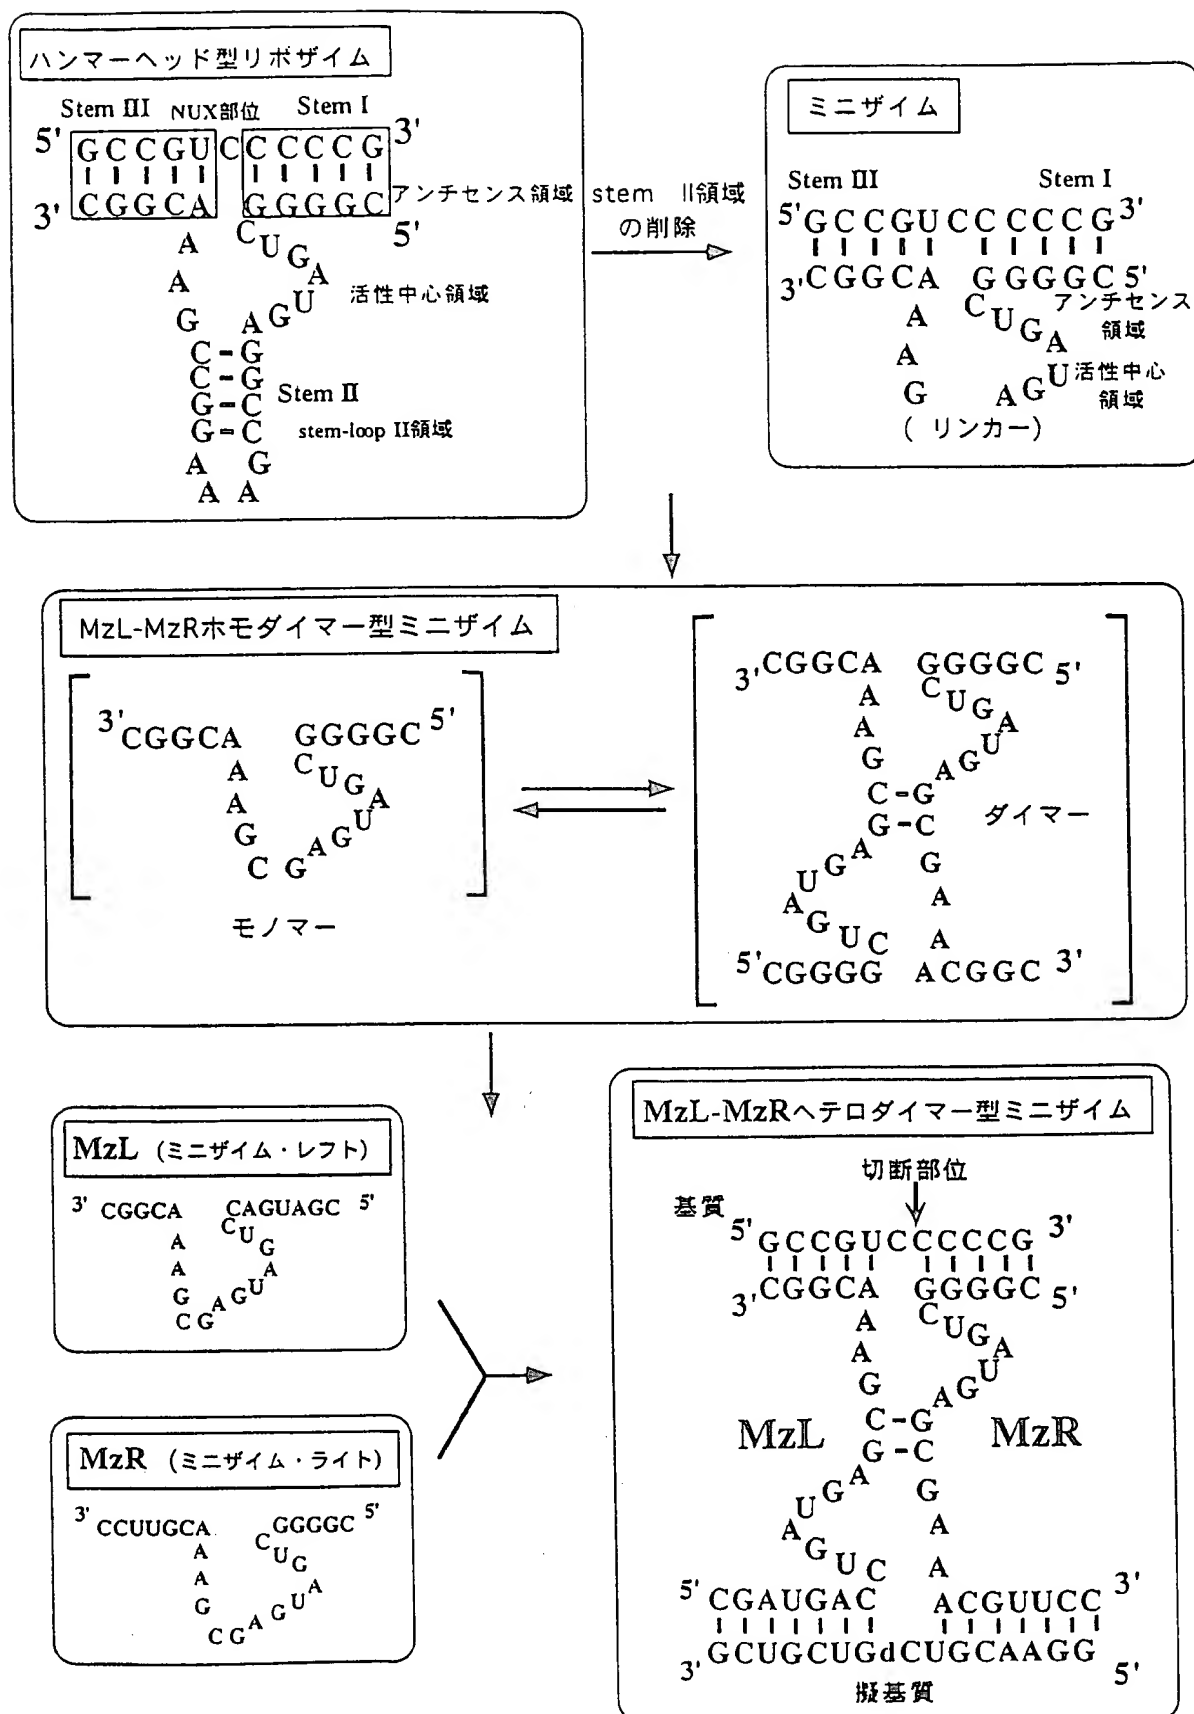 ハンマーヘッド型リボザイム
Stem III NUX部位 Stem I
5' GCCGU C CCCCG 3'
3' CGGCA GGGGC アンチセンス領域
5'
A C U G A
A U 活性中心領域
G A G
C - G
C - G
G - C Stem II
G - C stem-loop II領域
A G
A A
stem II領域
の削除
ミニザイム
Stem III Stem I
5' GCCGUCCCCCG 3'
3' CGGCA GGGGC 5'
A C U G A アンチセンス
領域
A U 活性中心
領域
G A G
( リンカー)
MzL-MzRホモダイマー型ミニザイム
3' CGGCA GGGGC 5'
A C U G A
A U
G A G
C G
モノマー
3' CGGCA GGGGC 5'
A C U G A
A U
G A G
C - G
G - C ダイマー
A G
G A
U A
A G U C
5' CGGGG ACGGC 3'
MzL (ミニザイム・レフト)
3' CGGCA CAGUAGC 5'
A C U G
A A
G A G U
C G
MzR (ミニザイム・ライト)
3' CCUUGCA GGGGC 5'
A C U G
A A
G A G U
C G
MzL-MzRヘテロダイマー型ミニザイム
切断部位
基質 5' GCCGUCCCCCG 3'
3' CGGCA GGGGC 5'
A C U G A
A U
G A G
MzL C - G MzR
G - C
A G
G A
U A
A G U C
5' CGAUGAC ACGUUCC 3'
3' GCUGCUGdCUGCAAGG 5'
擬基質